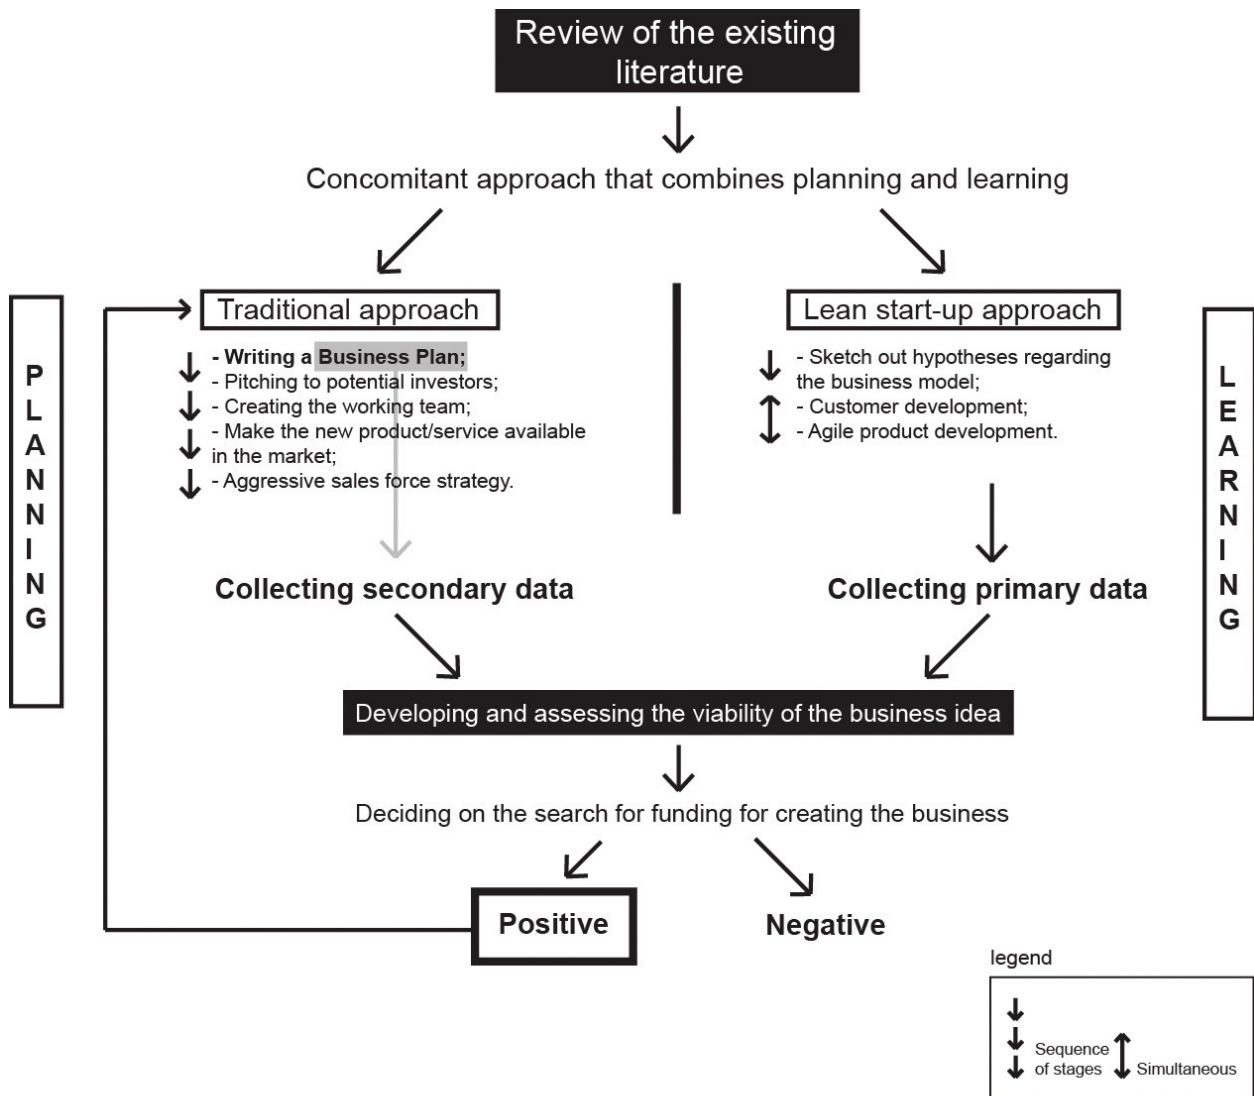 Review of the existing
literature
Concomitant approach that combines planning and learning
Traditional approach
Lean start-up approach
PLANNING
- Writing a Business Plan;
- Pitching to potential investors;
- Creating the working team;
- Make the new product/service available
in the market;
- Aggressive sales force strategy.
- Sketch out hypotheses regarding
the business model;
- Customer development;
- Agile product development.
LEARNING
Collecting secondary data
Collecting primary data
Developing and assessing the viability of the business idea
Deciding on the search for funding for creating the business
Positive
Negative
legend
Sequence
of stages
Simultaneous